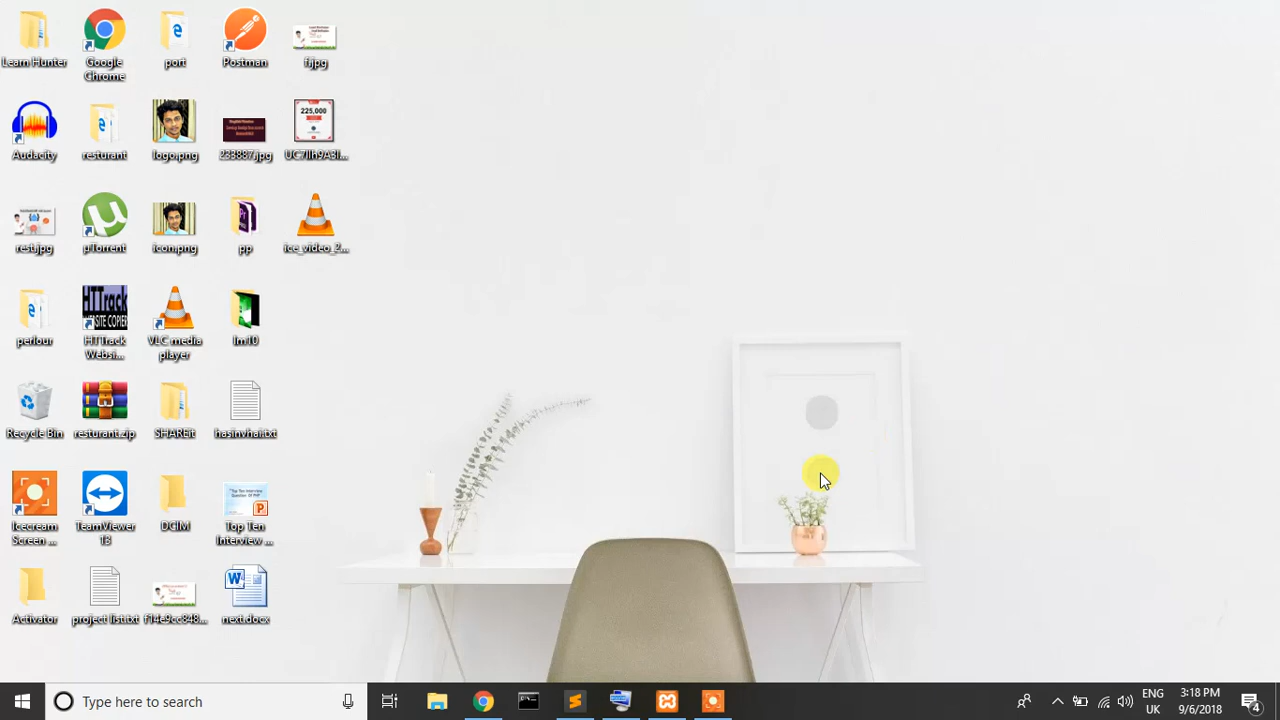 Learn Hunter
Google Chrome
port
Postman
f.jpg
Audacity
resturant
logo.png
233887.jpg
225,000
rest.jpg
µTorrent
icon.png
pp
ice_video_2...
perlour
HTTrack Websi...
VLC media player
lm10
Recycle Bin
resturant.zip
SHAREit
hasinvhai.txt
Icecream Screen ...
TeamViewer 13
DCIM
Top Ten Interview ...
Activator
project list.txt
f14e9cc848...
next.docx
Type here to search
ENG
UK
3:18 PM
9/6/2018
4